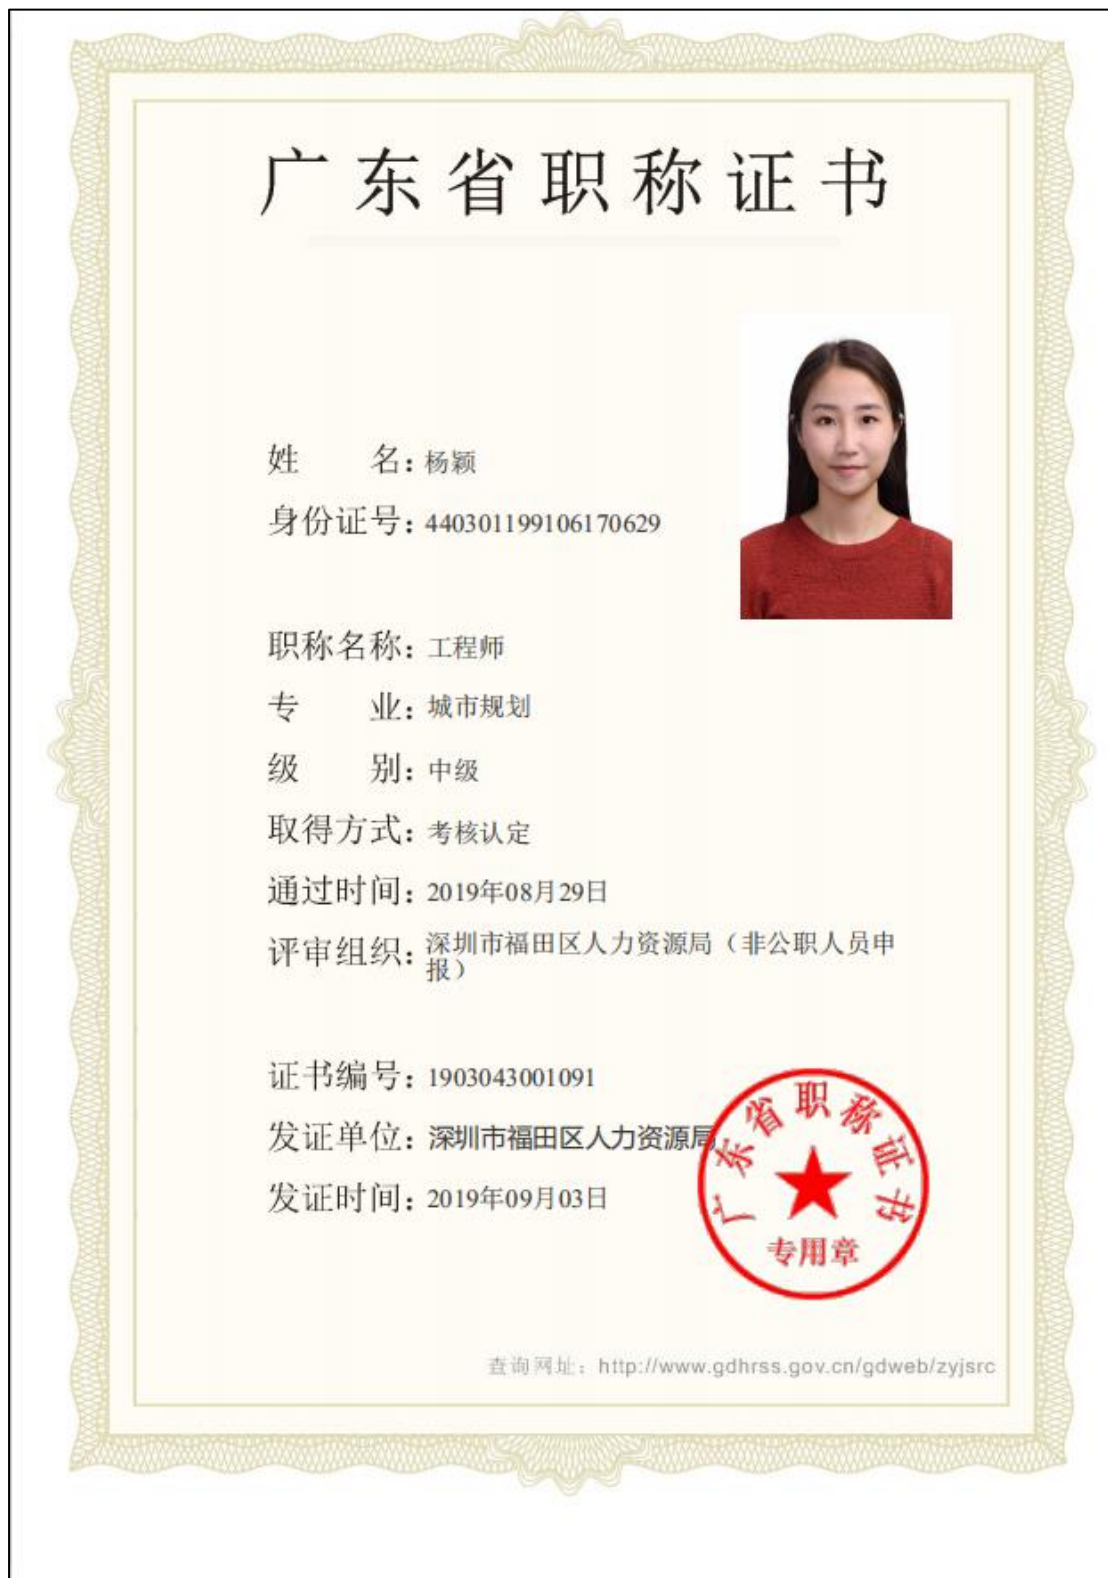 广东省职称证书
姓 名：杨颖
身份证号：440301199106170629
职称名称：工程师
专 业：城市规划
级 别：中级
取得方式：考核认定
通过时间：2019年08月29日
评审组织：深圳市福田区人力资源局（非公职人员申
报）
证书编号：1903043001091
发证单位：深圳市福田区人力资源局
发证时间：2019年09月03日
广东省职称证书
专用章
查询网址：http://www.gdhrss.gov.cn/gdweb/zyjsrc